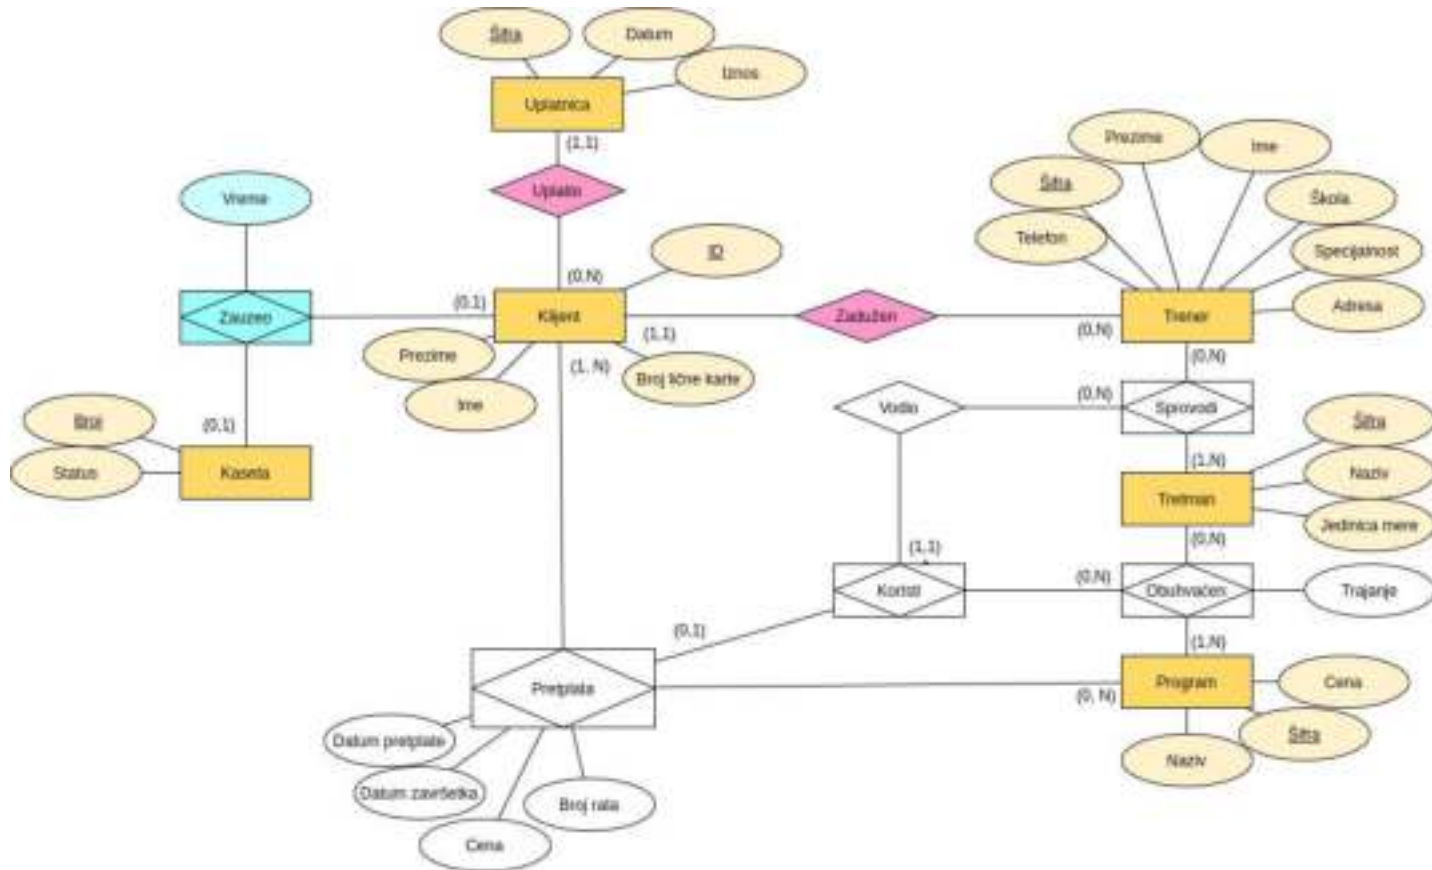 Šifra
Datum
Iznos
Uplatnica
(1,1)
Uplatio
(0,N)
Vreme
Zauzeo
(0,1)
Klijent
ID
Prezime
Ime
(1, N)
(1,1)
Broj lične karte
Zadužen
Prezime
Ime
Šifra
Škola
Telefon
Specijalnost
Adresa
Trener
(0,N)
(0,N)
Vodio
(0,N)
Sprovodi
(1,N)
Šifra
Naziv
Jedinica mere
Tretman
(0,N)
Broj
(0,1)
Status
Kaseta
(1,1)
Koristi
(0,N)
Obuhvaćen
Trajanje
(0,1)
(1,N)
Pretplata
Program
(0, N)
Cena
Šifra
Naziv
Datum pretplate
Datum završetka
Cena
Broj rata